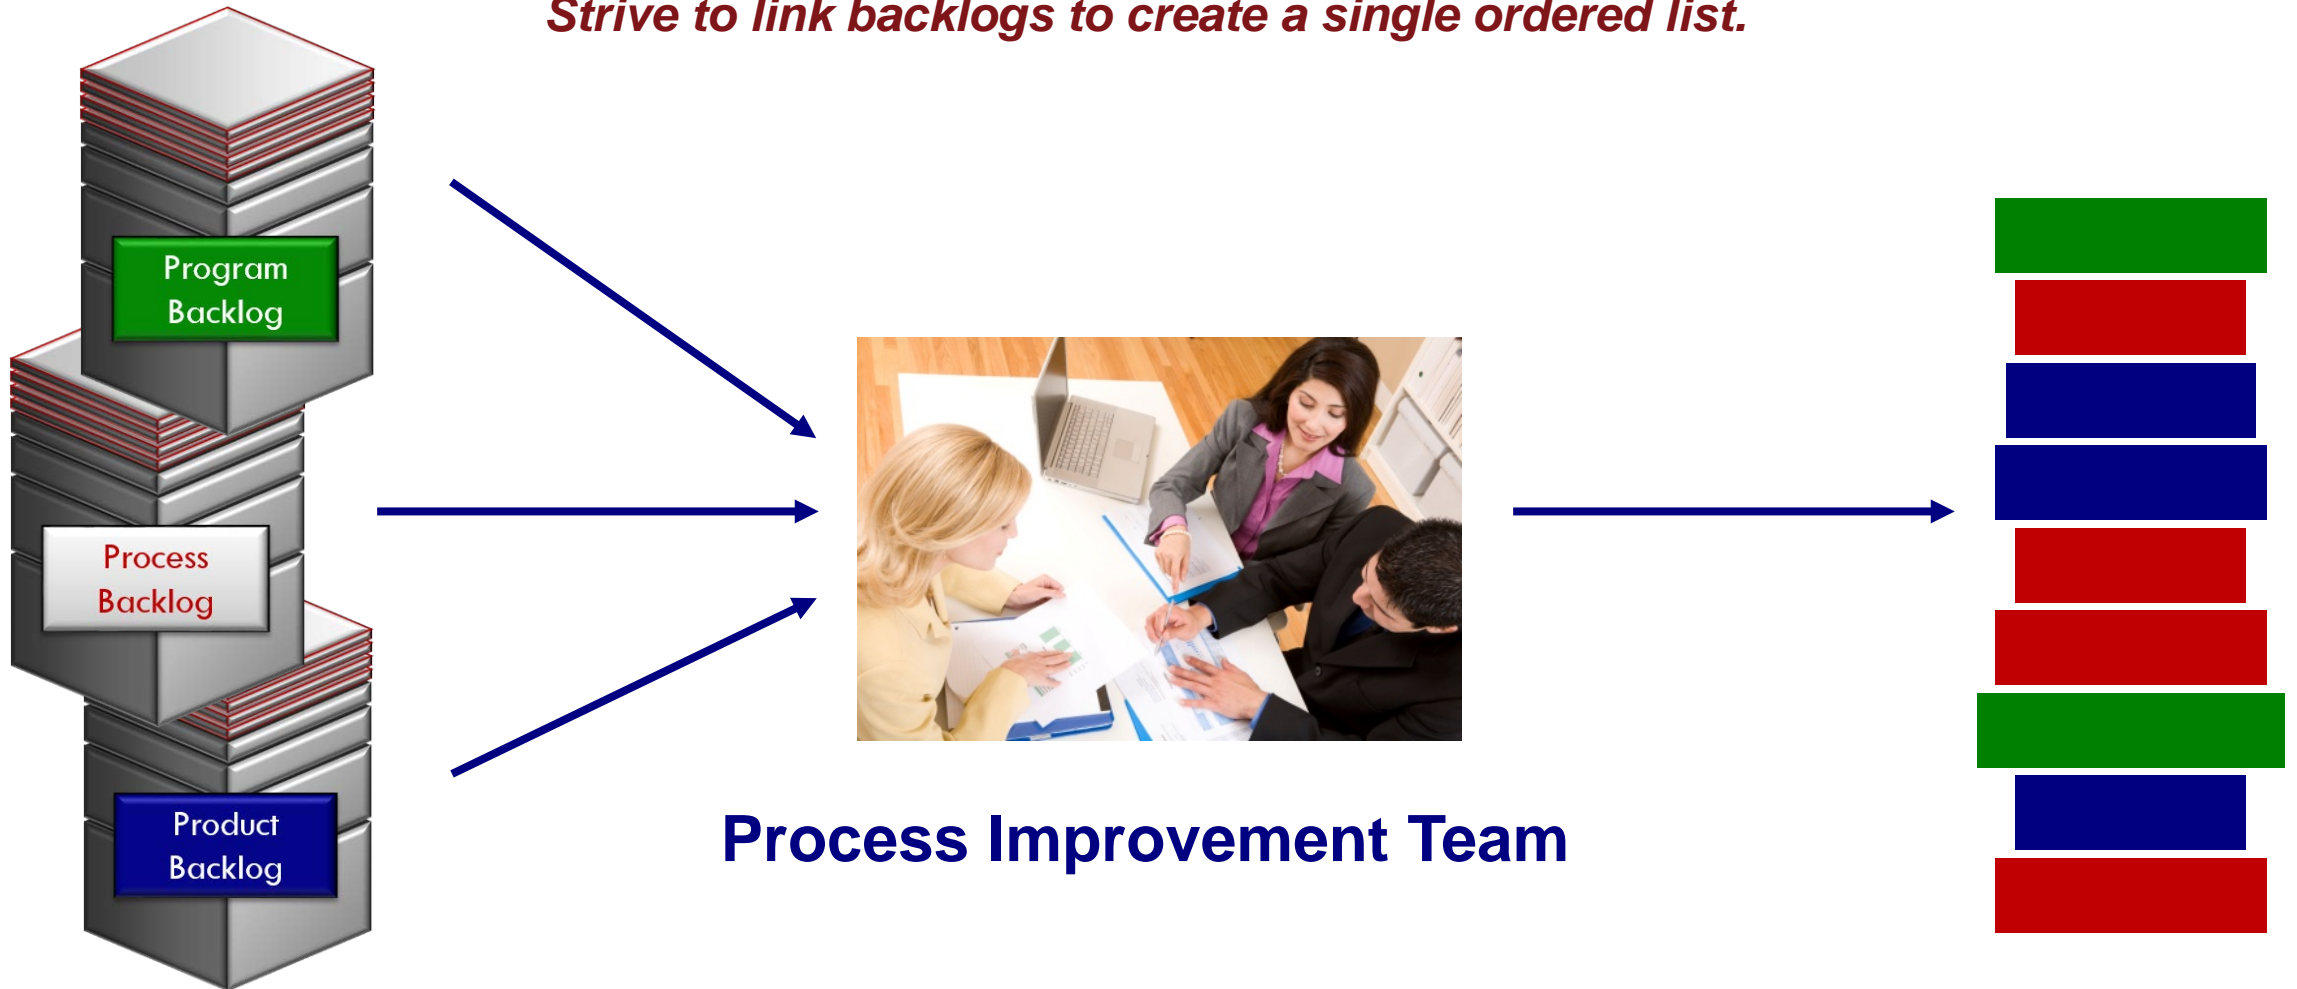 Strive to link backlogs to create a single ordered list.
Program
Backlog
Process
Backlog
Product
Backlog
Process Improvement Team